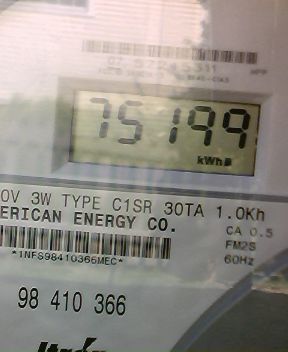 75199
kWh
0V 3W TYPE C1SR 30TA 1.0Kh
ERICAN ENERGY CO.
CA 0.5
FM2S
60Hz
*1NFS98410366MEC*
98 410 366
Itron